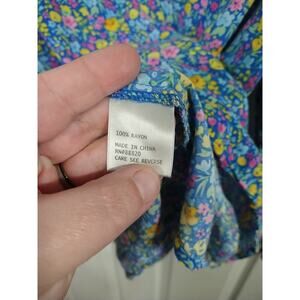 100% RAYON
MADE IN CHINA
RN#88820
CARE SEE REVERSE